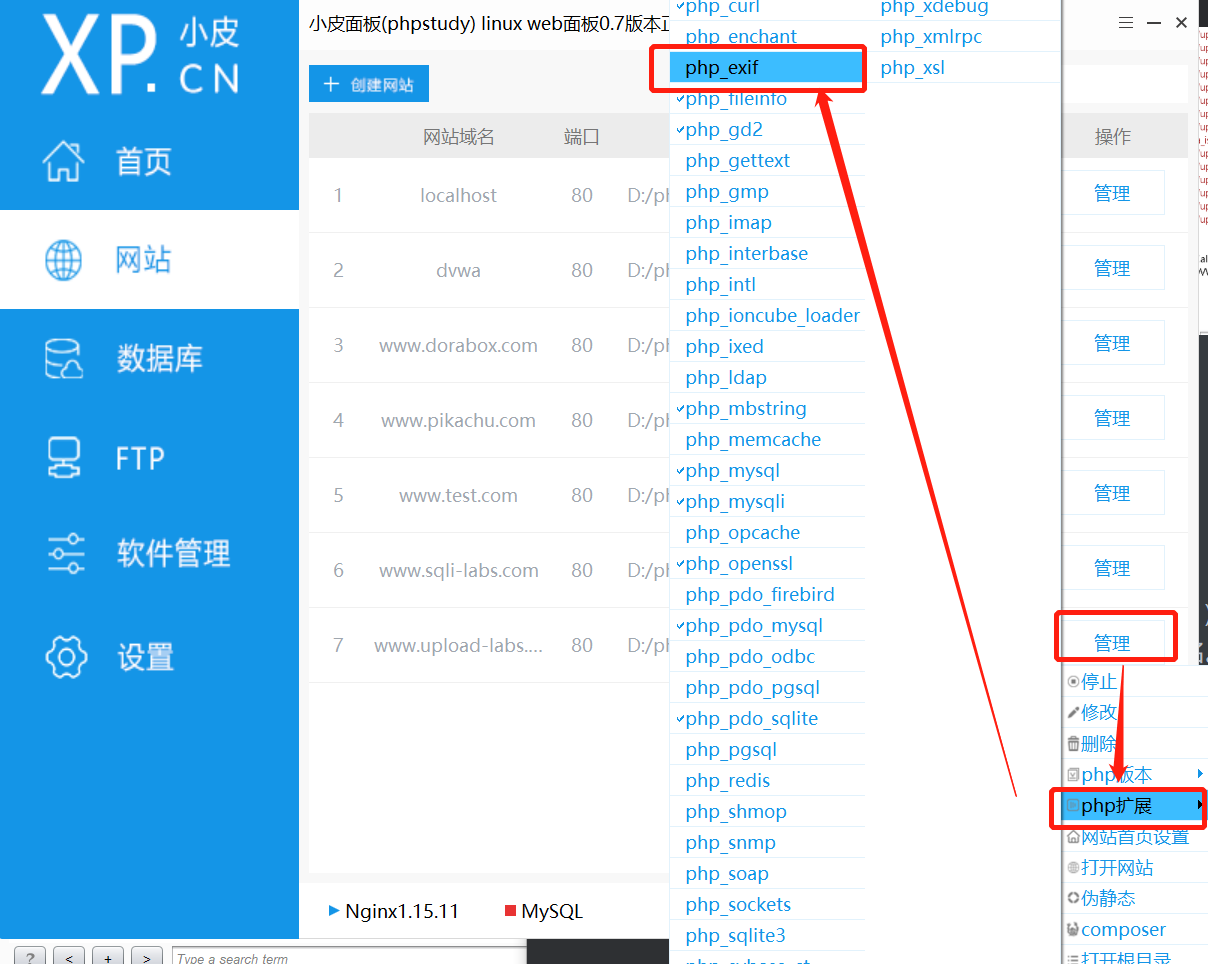 XP.CN 小皮
首页
网站
数据库
FTP
软件管理
设置
小皮面板(phpstudy) linux web面板0.7版本正
创建网站
网站域名 端口 操作
1 localhost 80 D:/ph 管理
2 dvwa 80 D:/ph 管理
3 www.dorabox.com 80 D:/ph 管理
4 www.pikachu.com 80 D:/ph 管理
5 www.test.com 80 D:/ph 管理
6 www.sqli-labs.com 80 D:/ph 管理
7 www.upload-labs.... 80 D:/ph 管理
php_curl
php_enchant
php_exif
php_fileinfo
php_gd2
php_gettext
php_gmp
php_imap
php_interbase
php_intl
php_ioncube_loader
php_ixed
php_ldap
php_mbstring
php_memcache
php_mysql
php_mysqli
php_opcache
php_openssl
php_pdo_firebird
php_pdo_mysql
php_pdo_odbc
php_pdo_pgsql
php_pdo_sqlite
php_pgsql
php_redis
php_shmop
php_snmp
php_soap
php_sockets
php_sqlite3
php_xdebug
php_xmlrpc
php_xsl
停止
修改
删除
php版本
php扩展
网站首页设置
打开网站
伪静态
composer
打开根目录
Nginx1.15.11 MySQL
? < + > Type a search term